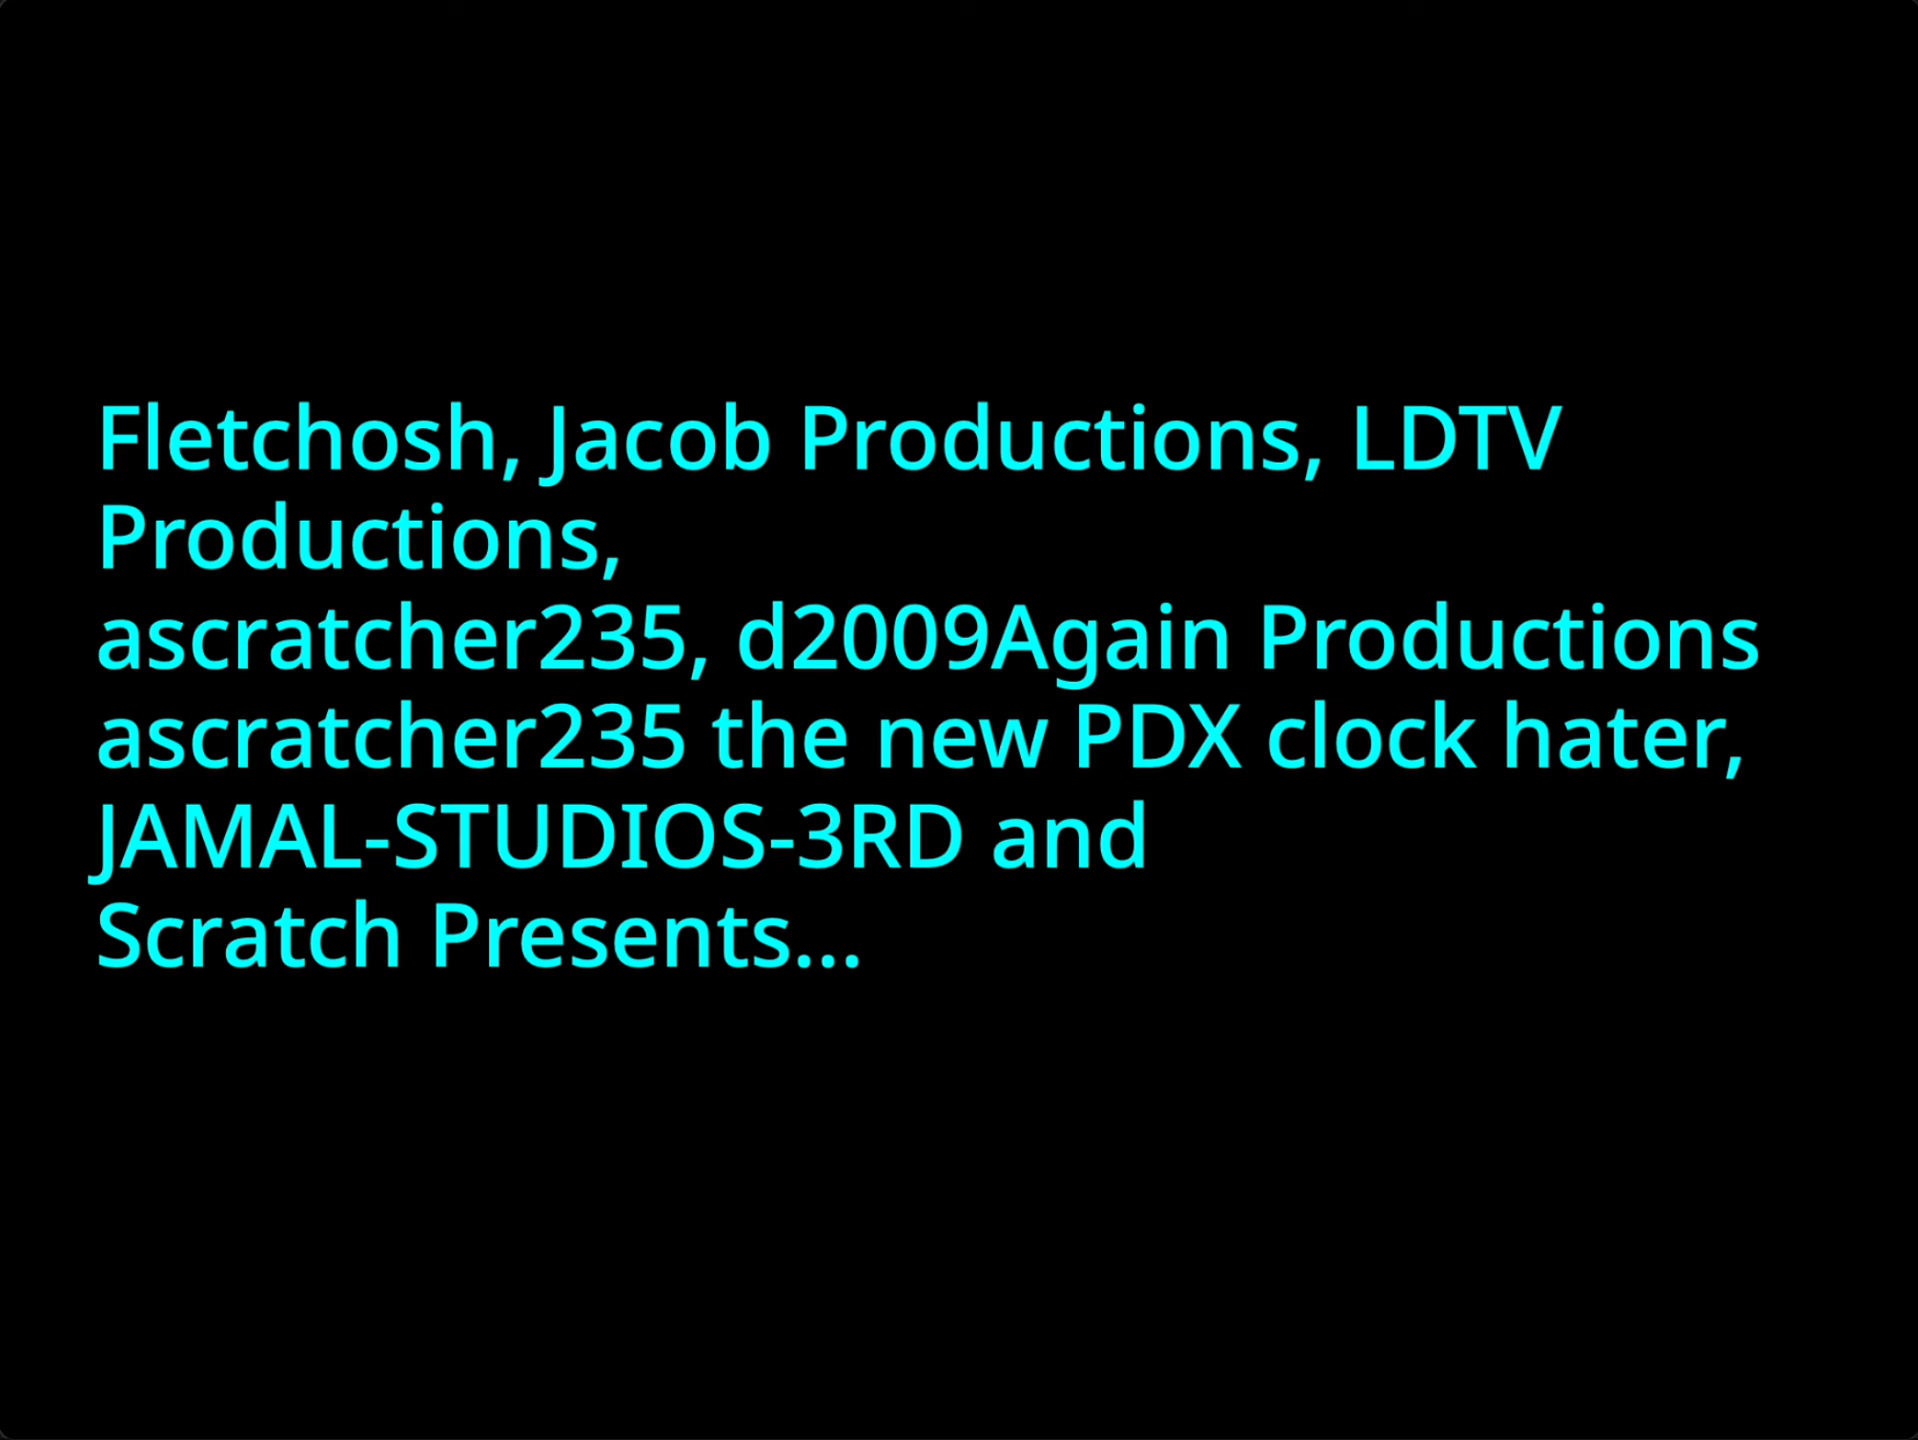 Fletchosh, Jacob Productions, LDTV
Productions,
ascratcher235, d2009Again Productions
ascratcher235 the new PDX clock hater,
JAMAL-STUDIOS-3RD and
Scratch Presents...